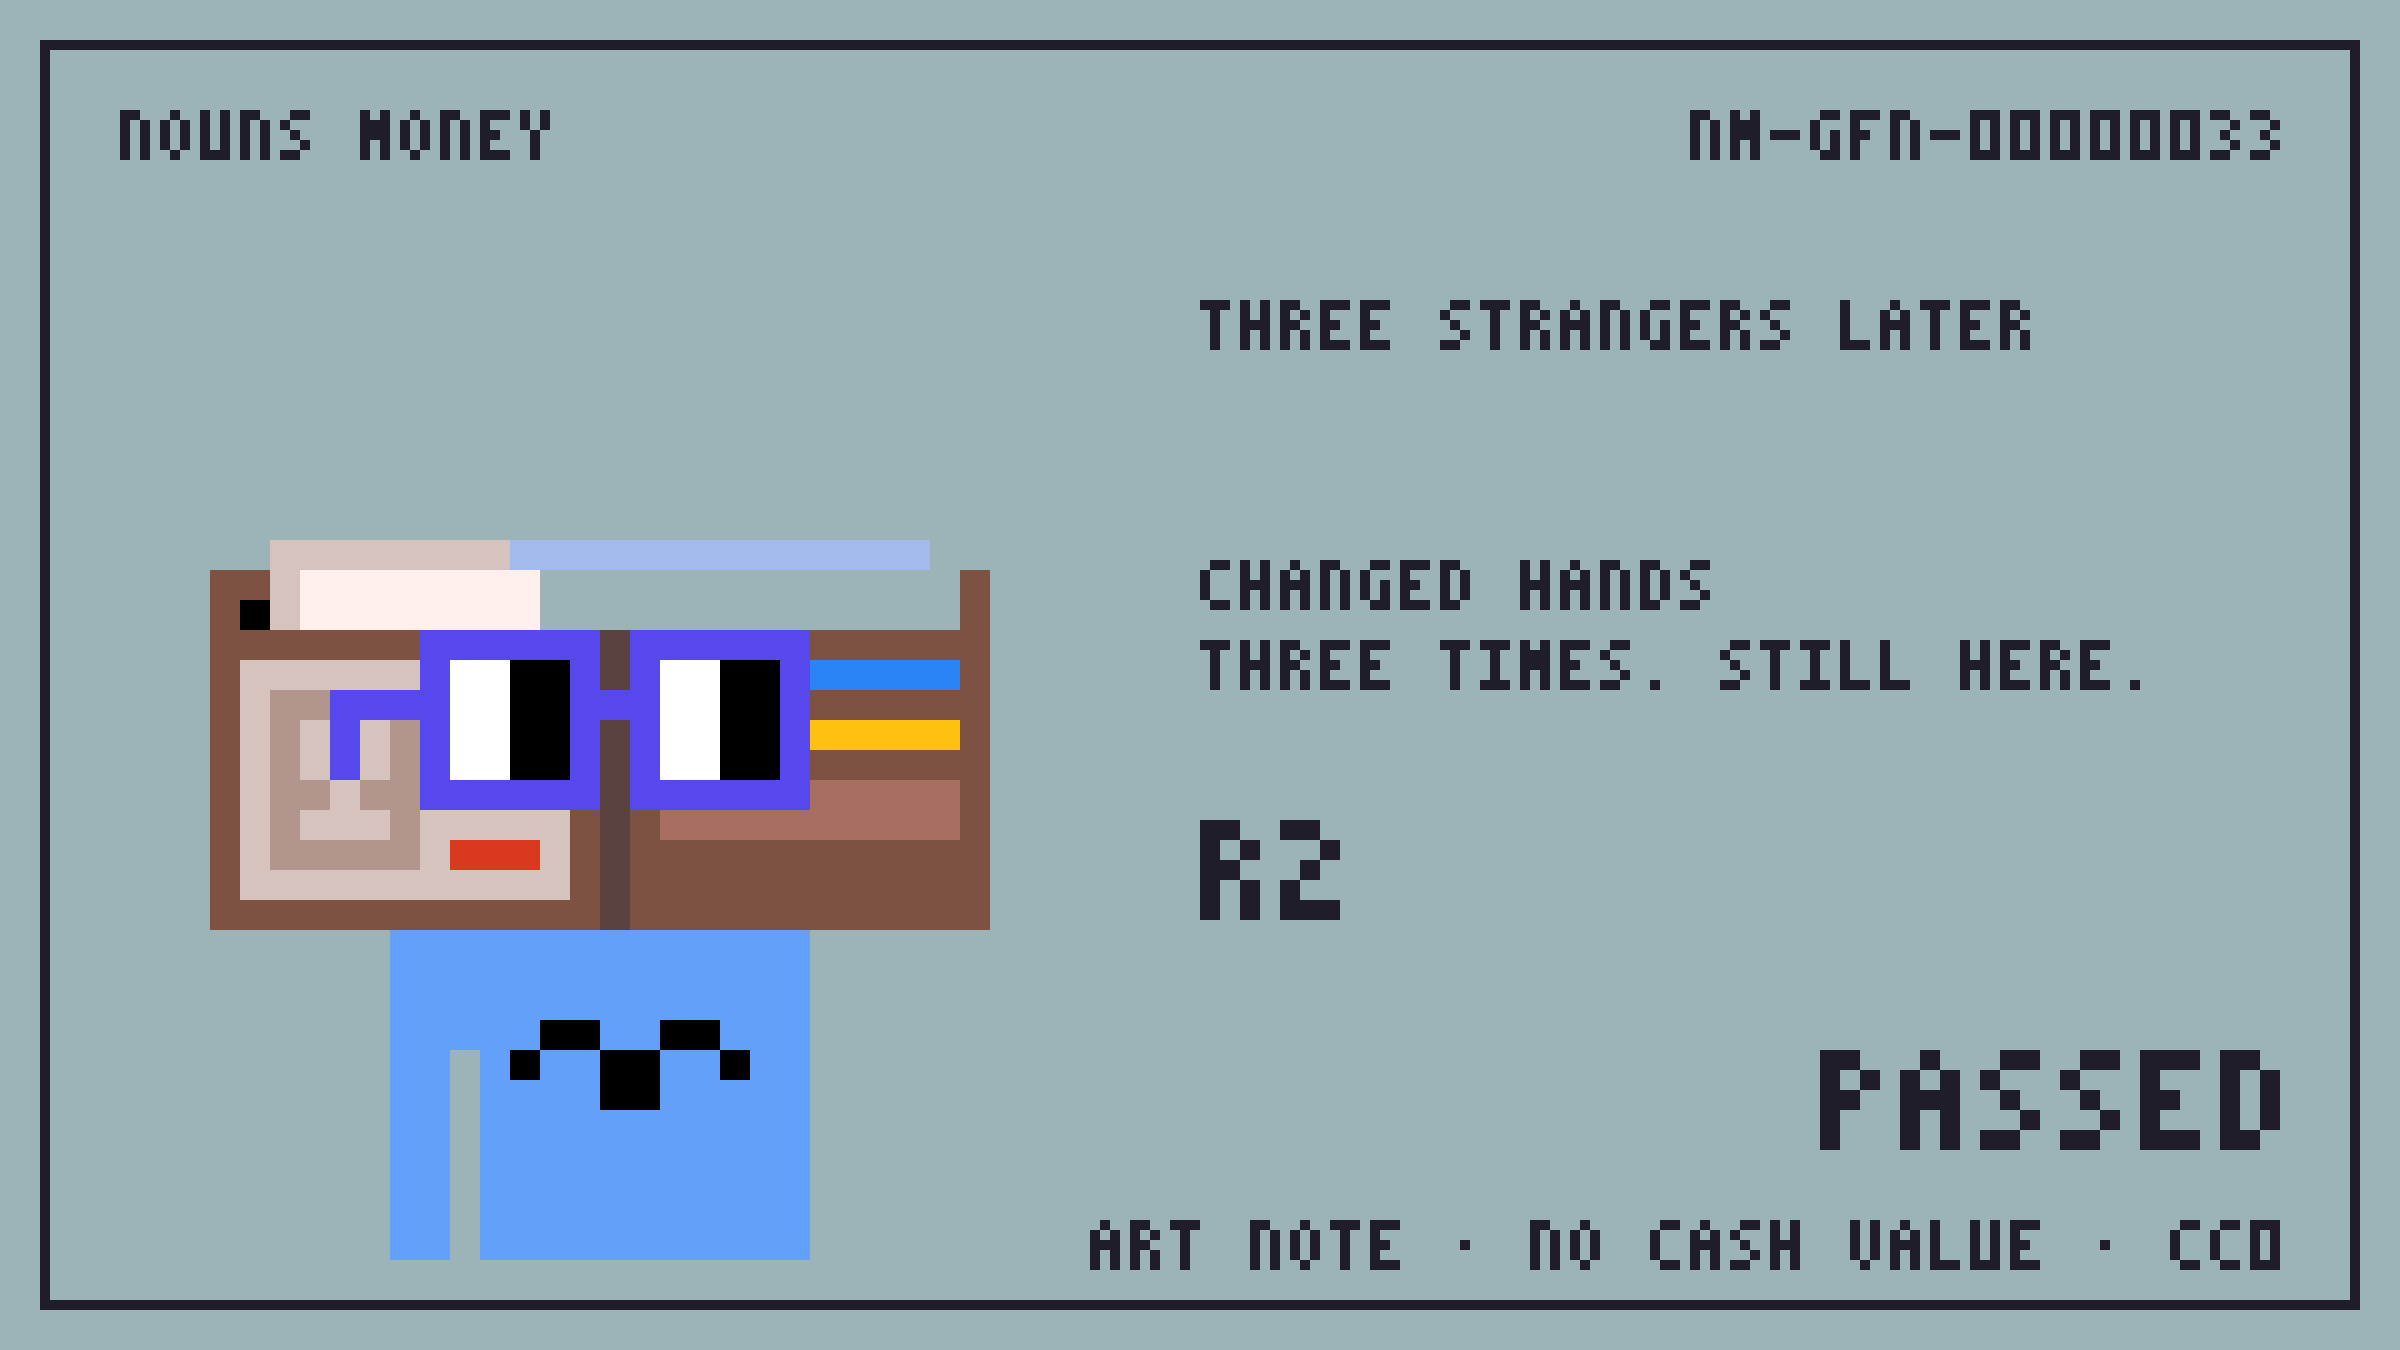 NOUNS MONEY
NM-GFN-00000033
THREE STRANGERS LATER
CHANGED HANDS
THREE TIMES. STILL HERE.
R2
PASSED
ART NOTE · NO CASH VALUE · CC0